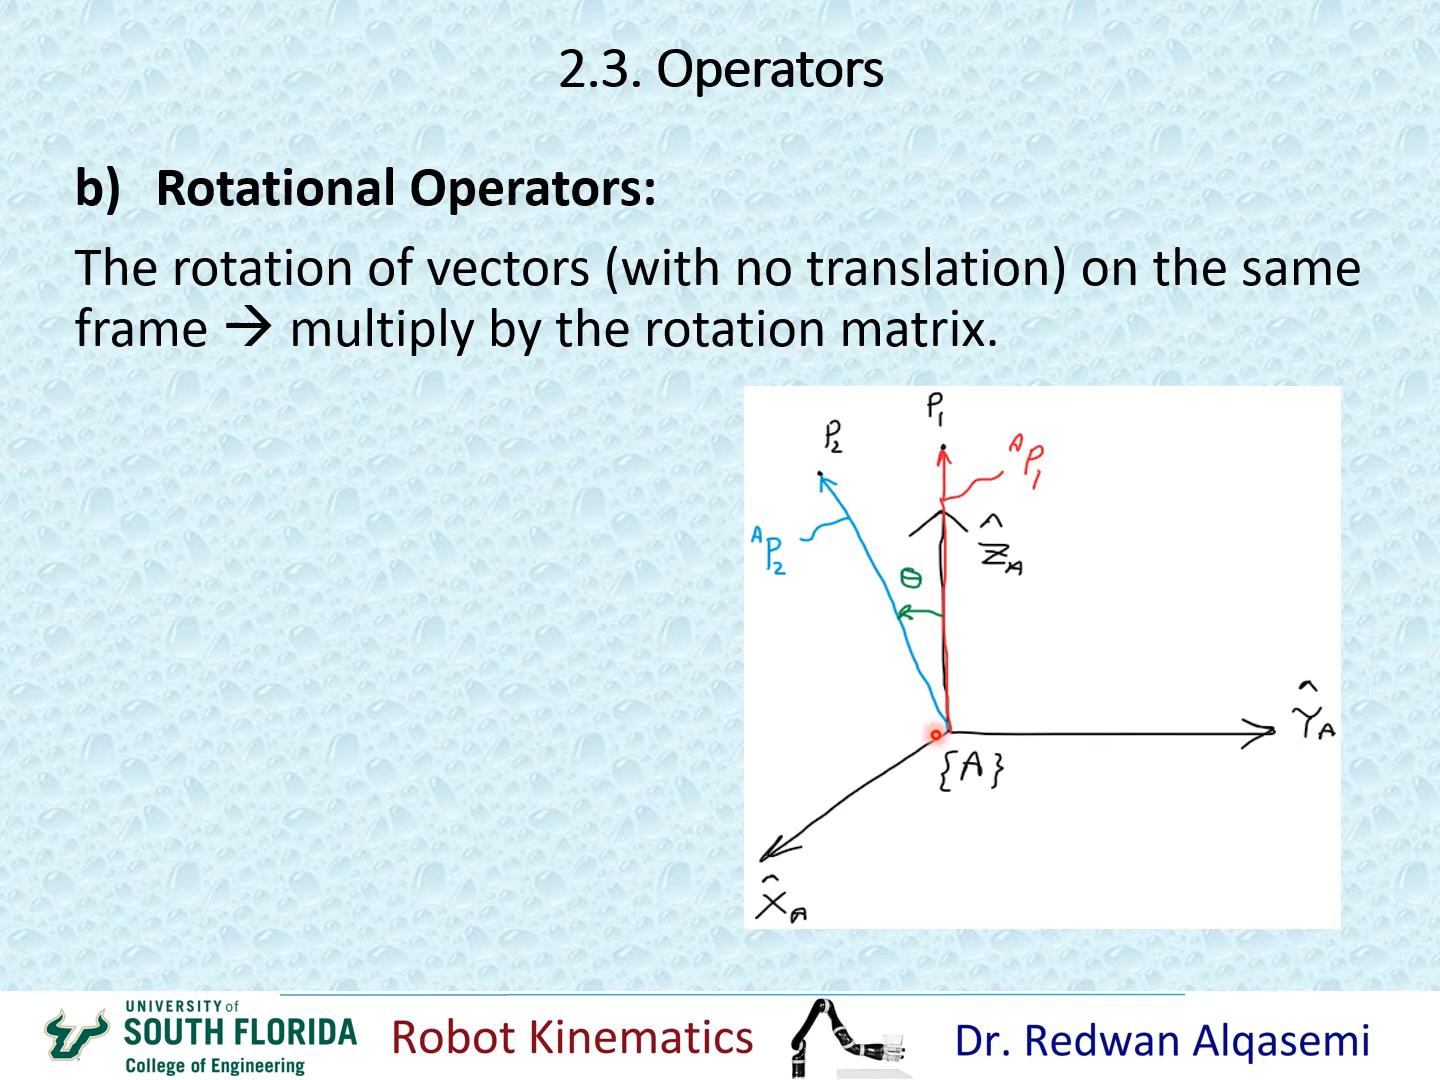 2.3. Operators
b) Rotational Operators:
The rotation of vectors (with no translation) on the same
frame → multiply by the rotation matrix.
P₁
P₂
ᴬP₁
ᴬP₂
Ẑ_A
θ
Ŷ_A
{A}
X̂_A
UNIVERSITY of
SOUTH FLORIDA
College of Engineering
Robot Kinematics
Dr. Redwan Alqasemi